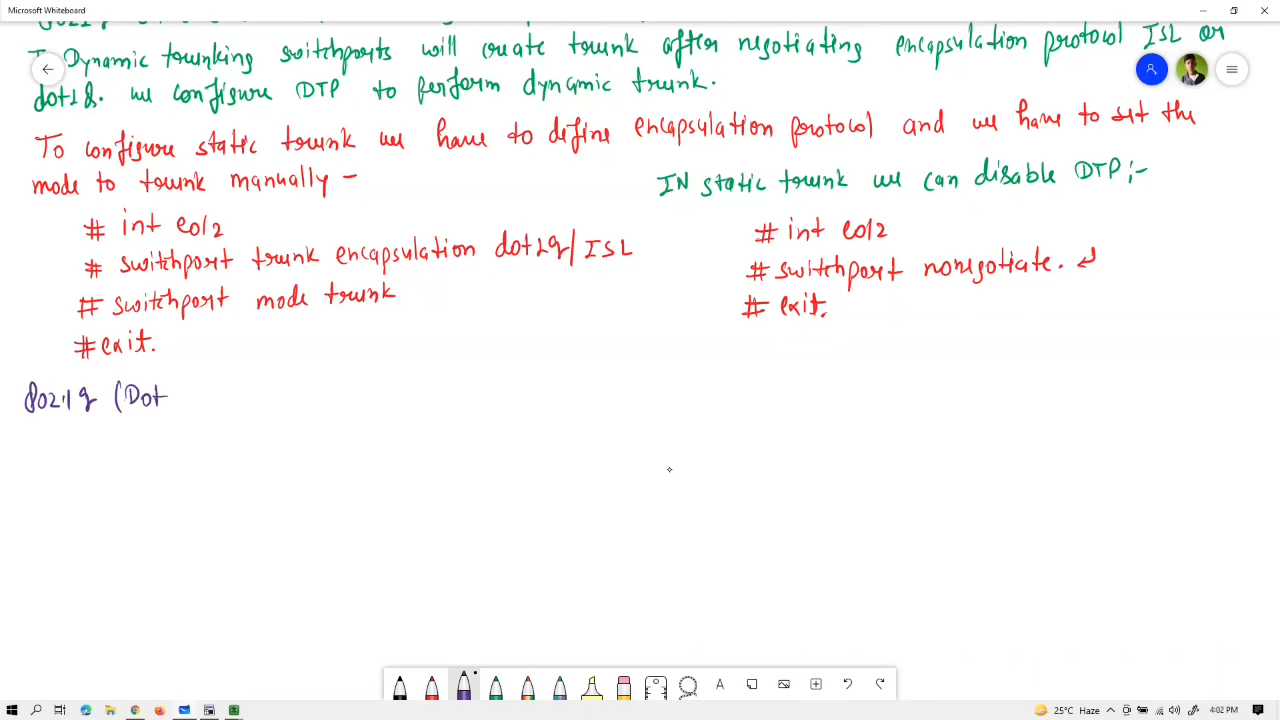 Microsoft Whiteboard
Dynamic trunking switchports will create trunk after negotiating encapsulation protocol ISL or
dot1q. we configure DTP to perform dynamic trunk.
To configure static trunk we have to define encapsulation protocol and we have to set the
mode to trunk manually -
# int e0/2
# switchport trunk encapsulation dot1q/ISL
# switchport mode trunk
# exit.
IN static trunk we can disable DTP:-
# int e0/2
# switchport nonegotiate. ↵
# exit.
802.1q (Dot
A
25°C Haze
4:02 PM